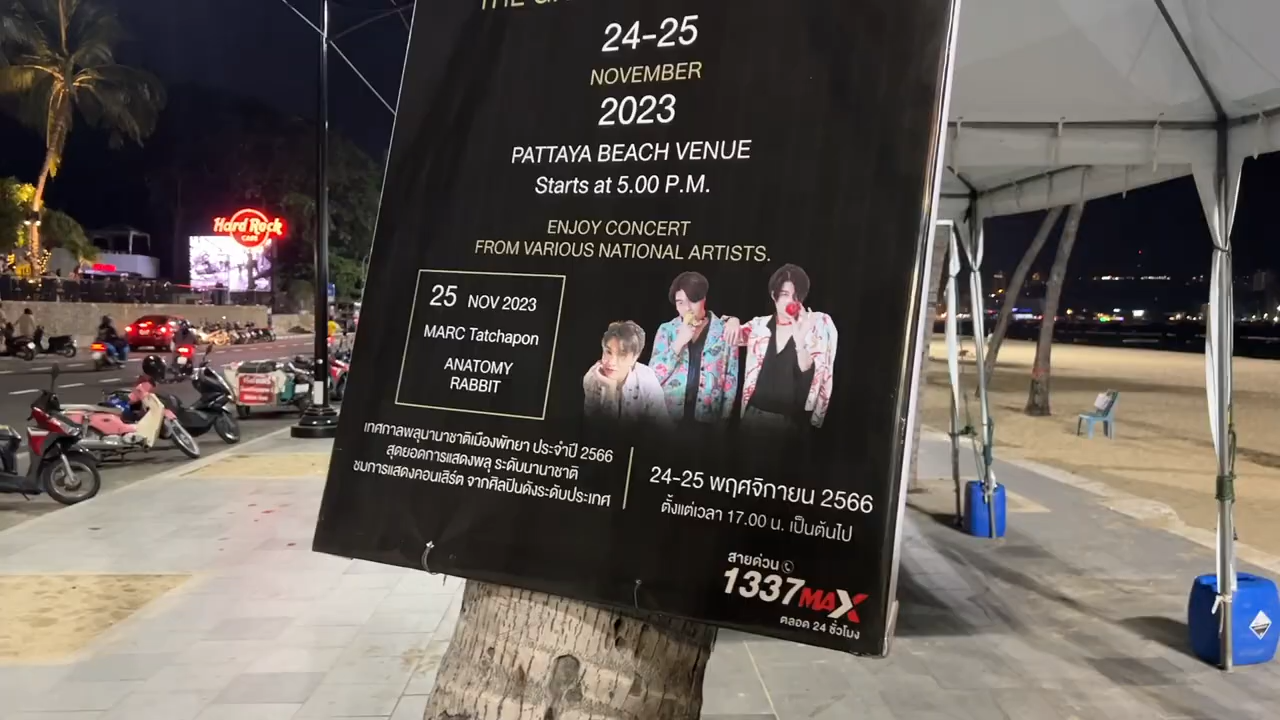 THE
24-25
NOVEMBER
2023
PATTAYA BEACH VENUE
Starts at 5.00 P.M.
ENJOY CONCERT
FROM VARIOUS NATIONAL ARTISTS.
25 NOV 2023
MARC Tatchapon
ANATOMY
RABBIT
เทศกาลพลุนานาชาติเมืองพัทยา ประจำปี 2566
สุดยอดการแสดงพลุ ระดับนานาชาติ
ชมการแสดงคอนเสิร์ต จากศิลปินดังระดับประเทศ
24-25 พฤศจิกายน 2566
ตั้งแต่เวลา 17.00 น. เป็นต้นไป
สายด่วน
1337MAX
ตลอด 24 ชั่วโมง
Hard Rock
CAFE